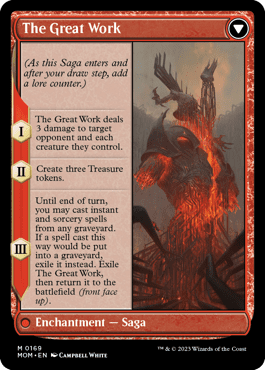 The Great Work
(As this Saga enters and
after your draw step, add
a lore counter.)
I
The Great Work deals
3 damage to target
opponent and each
creature they control.
II
Create three Treasure
tokens.
III
Until end of turn,
you may cast instant
and sorcery spells
from any graveyard.
If a spell cast this
way would be put
into a graveyard,
exile it instead. Exile
The Great Work,
then return it to the
battlefield (front face
up).
Enchantment — Saga
M 0169
MOM • EN Campbell White
™ & © 2023 Wizards of the Coast